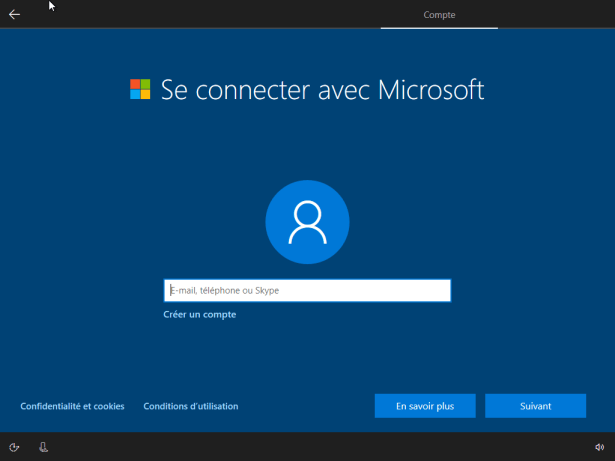 Compte
Se connecter avec Microsoft
E-mail, téléphone ou Skype
Créer un compte
Confidentialité et cookies
Conditions d'utilisation
En savoir plus
Suivant